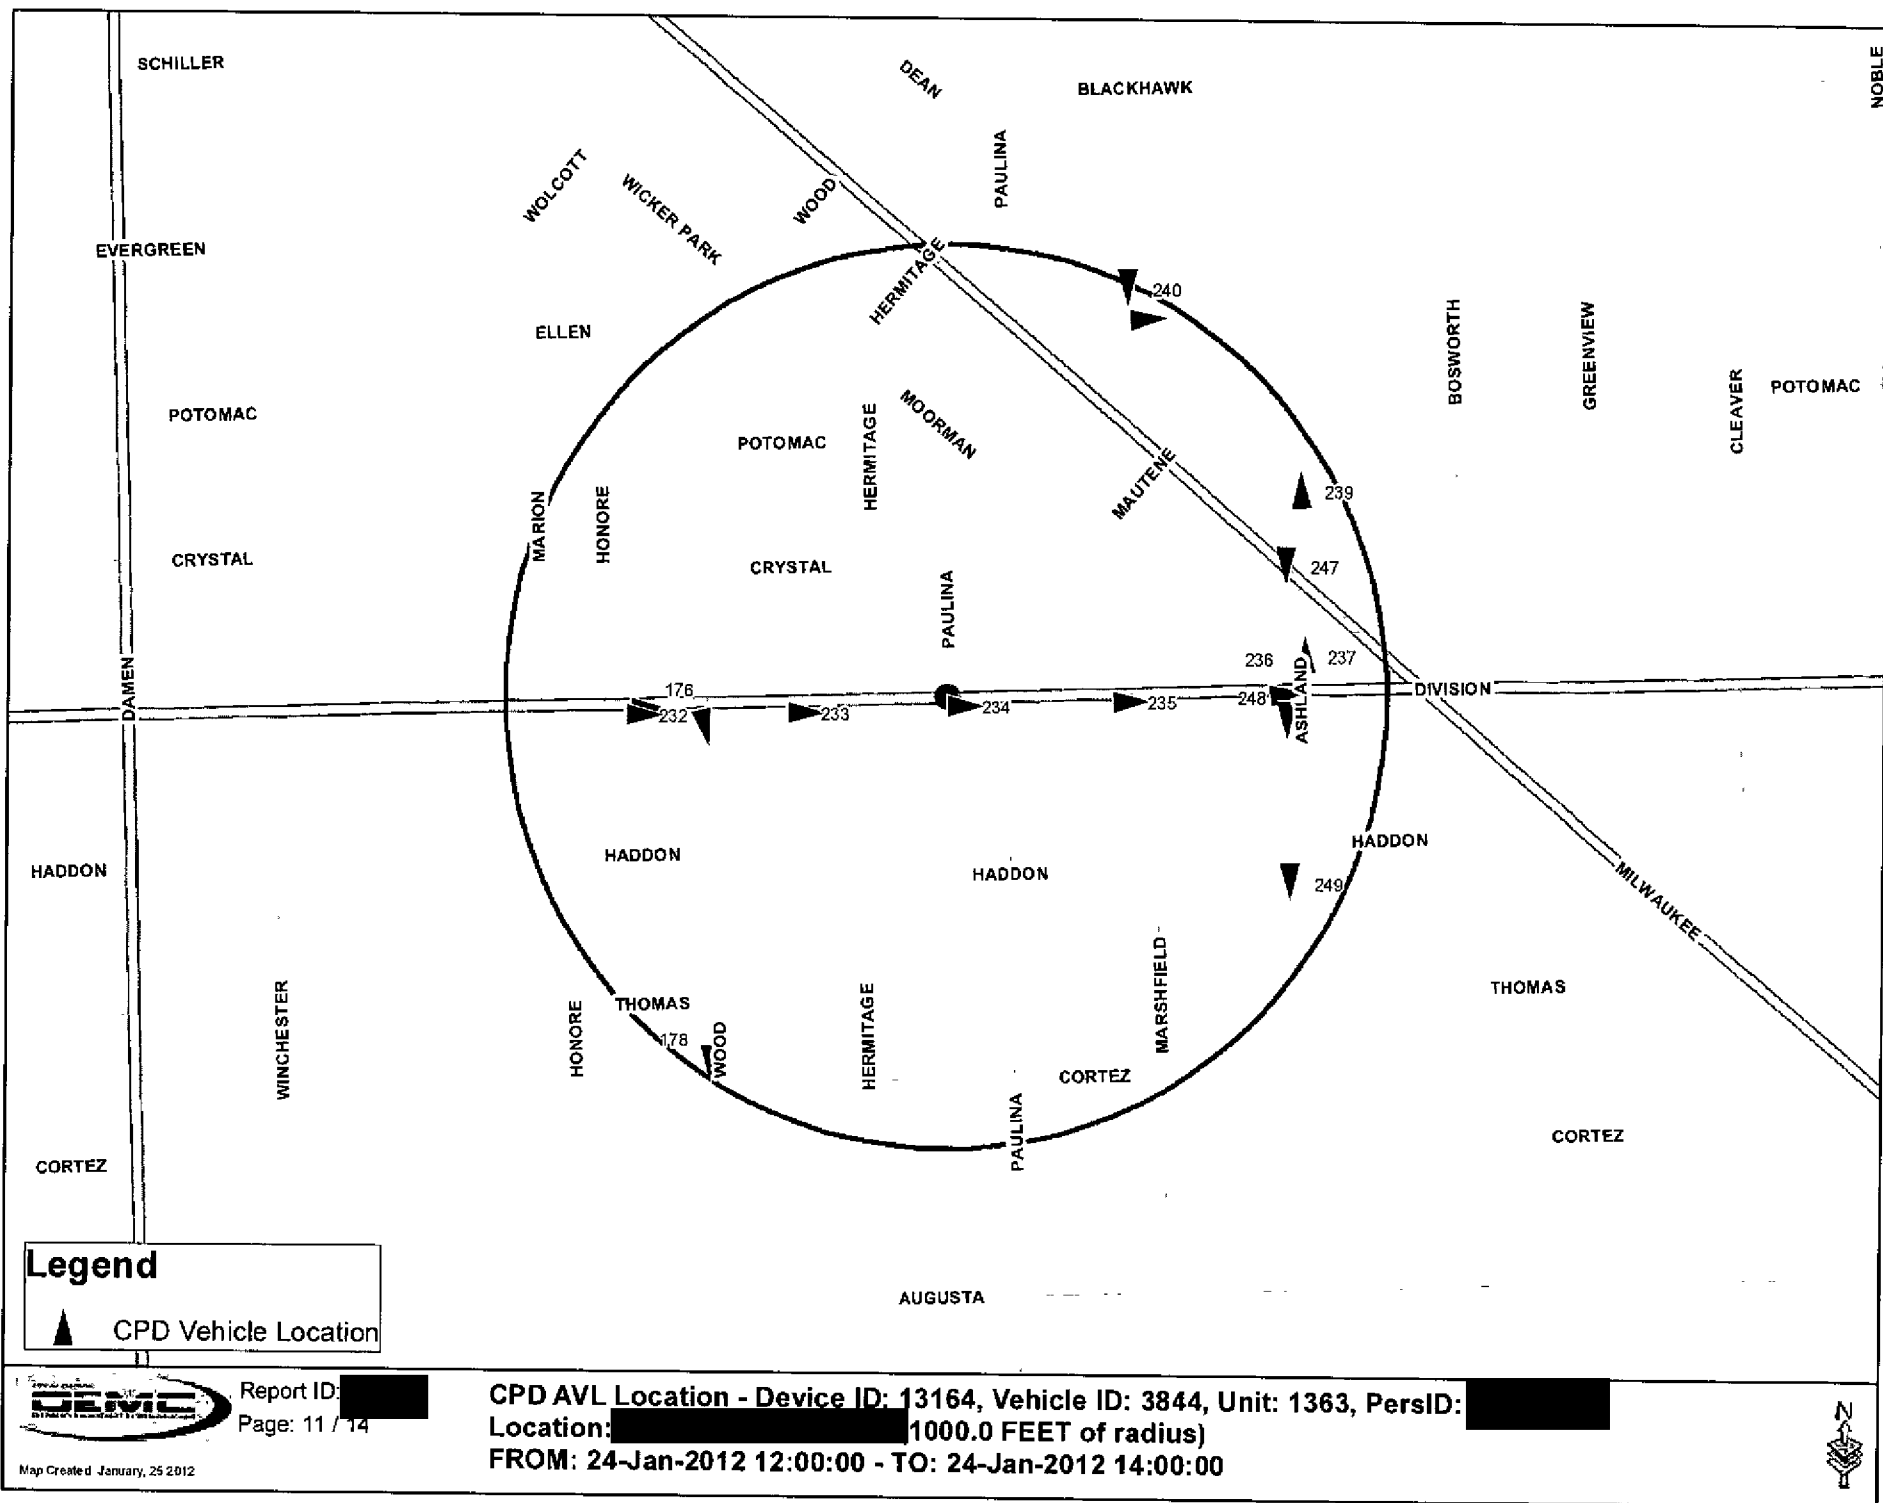 SCHILLER
DEAN
BLACKHAWK
NOBLE
PAULINA
WOLCOTT
WICKER PARK
WOOD
EVERGREEN
HERMITAGE
240
ELLEN
BOSWORTH
GREENVIEW
CLEAVER
POTOMAC
POTOMAC
POTOMAC
HERMITAGE
MOORMAN
MAUTENE
239
MARION
HONORE
CRYSTAL
CRYSTAL
247
PAULINA
236
237
DAMEN
176
232
233
234
235
248
ASHLAND
DIVISION
HADDON
HADDON
HADDON
HADDON
249
MILWAUKEE
WINCHESTER
HONORE
THOMAS
178
WOOD
HERMITAGE
MARSHFIELD
THOMAS
CORTEZ
PAULINA
CORTEZ
CORTEZ
Legend
CPD Vehicle Location
AUGUSTA
OEMC
Report ID:
Page: 11 / 14
Map Created January, 25 2012
CPD AVL Location - Device ID: 13164, Vehicle ID: 3844, Unit: 1363, PersID:
Location: 1000.0 FEET of radius)
FROM: 24-Jan-2012 12:00:00 - TO: 24-Jan-2012 14:00:00
N